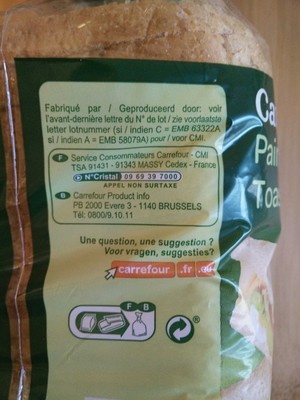 Fabriqué par / Geproduceerd door: voir
l'avant-dernière lettre du N° de lot / zie voorlaatste
letter lotnummer (si / indien C = EMB 63322A
si / indien A = EMB 58079A) pour / voor CMI.
F Service Consommateurs Carrefour - CMI
TSA 91431 - 91343 MASSY Cedex - France
N°Cristal 09 69 39 7000
APPEL NON SURTAXE
B Carrefour Product info
PB 2000 Evere 3 - 1140 BRUSSELS
Tél: 0800/9.10.11
Une question, une suggestion ?
Voor vragen, suggesties?
carrefour .fr
F B
Ca
Pain
Toa